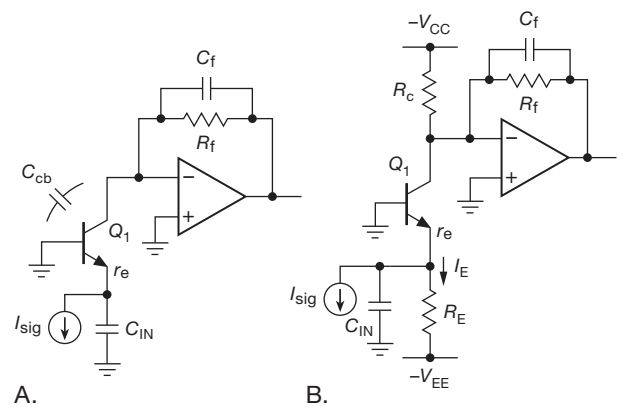 C_f
R_f
C_cb
Q_1
−
+
r_e
I_sig
C_IN
A.
−V_CC
R_c
C_f
R_f
Q_1
−
+
r_e
I_E
I_sig
C_IN
R_E
−V_EE
B.